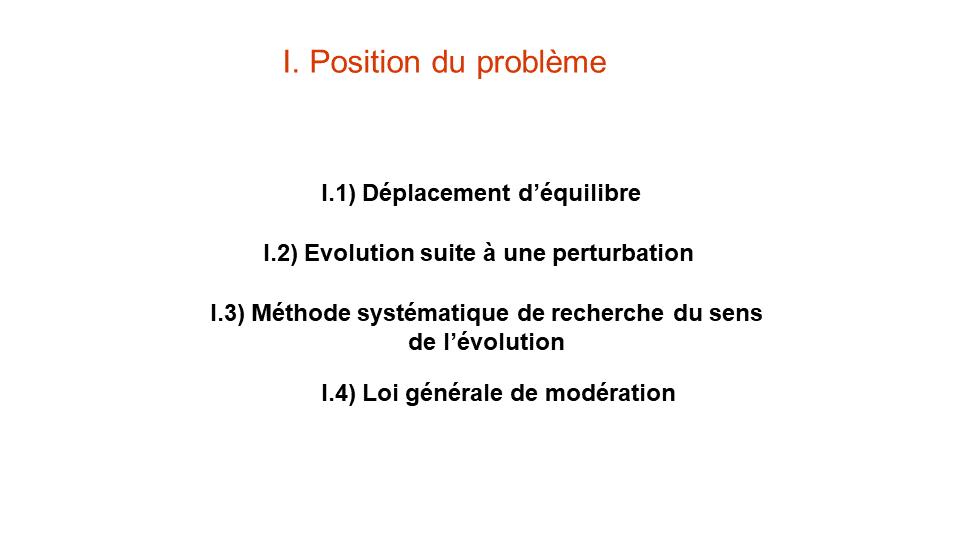 I. Position du problème
I.1) Déplacement d’équilibre
I.2) Evolution suite à une perturbation
I.3) Méthode systématique de recherche du sens
de l’évolution
I.4) Loi générale de modération